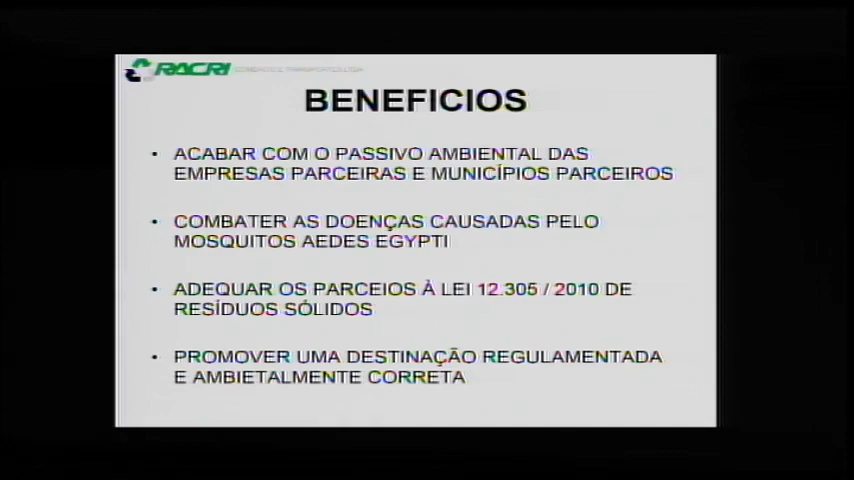 RACRI
BENEFICIOS
• ACABAR COM O PASSIVO AMBIENTAL DAS
EMPRESAS PARCEIRAS E MUNICÍPIOS PARCEIROS
• COMBATER AS DOENÇAS CAUSADAS PELO
MOSQUITOS AEDES EGYPTI
• ADEQUAR OS PARCEIOS À LEI 12.305 / 2010 DE
RESÍDUOS SÓLIDOS
• PROMOVER UMA DESTINAÇÃO REGULAMENTADA
E AMBIETALMENTE CORRETA